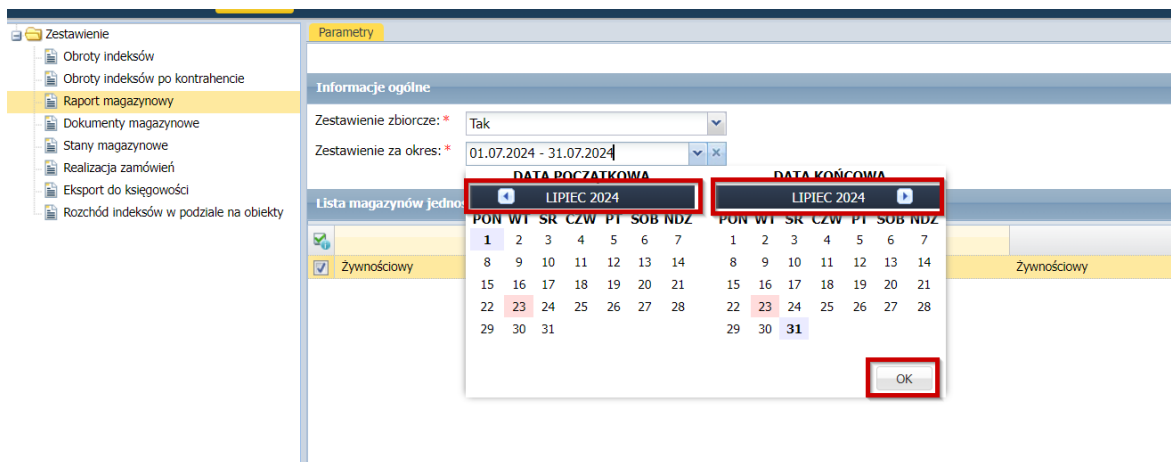 Zestawienie
Obroty indeksów
Obroty indeksów po kontrahencie
Raport magazynowy
Dokumenty magazynowe
Stany magazynowe
Realizacja zamówień
Eksport do księgowości
Rozchód indeksów w podziale na obiekty
Parametry
Informacje ogólne
Zestawienie zbiorcze: * Tak
Zestawienie za okres: * 01.07.2024 - 31.07.2024
DATA POCZĄTKOWA DATA KOŃCOWA
LIPIEC 2024 LIPIEC 2024
Lista magazynów
PON WT SR CZW PT SOB NDZ PON WT SR CZW PT SOB NDZ
1 2 3 4 5 6 7 1 2 3 4 5 6 7
Żywnościowy 8 9 10 11 12 13 14 8 9 10 11 12 13 14 Żywnościowy
15 16 17 18 19 20 21 15 16 17 18 19 20 21
22 23 24 25 26 27 28 22 23 24 25 26 27 28
29 30 31 29 30 31
OK